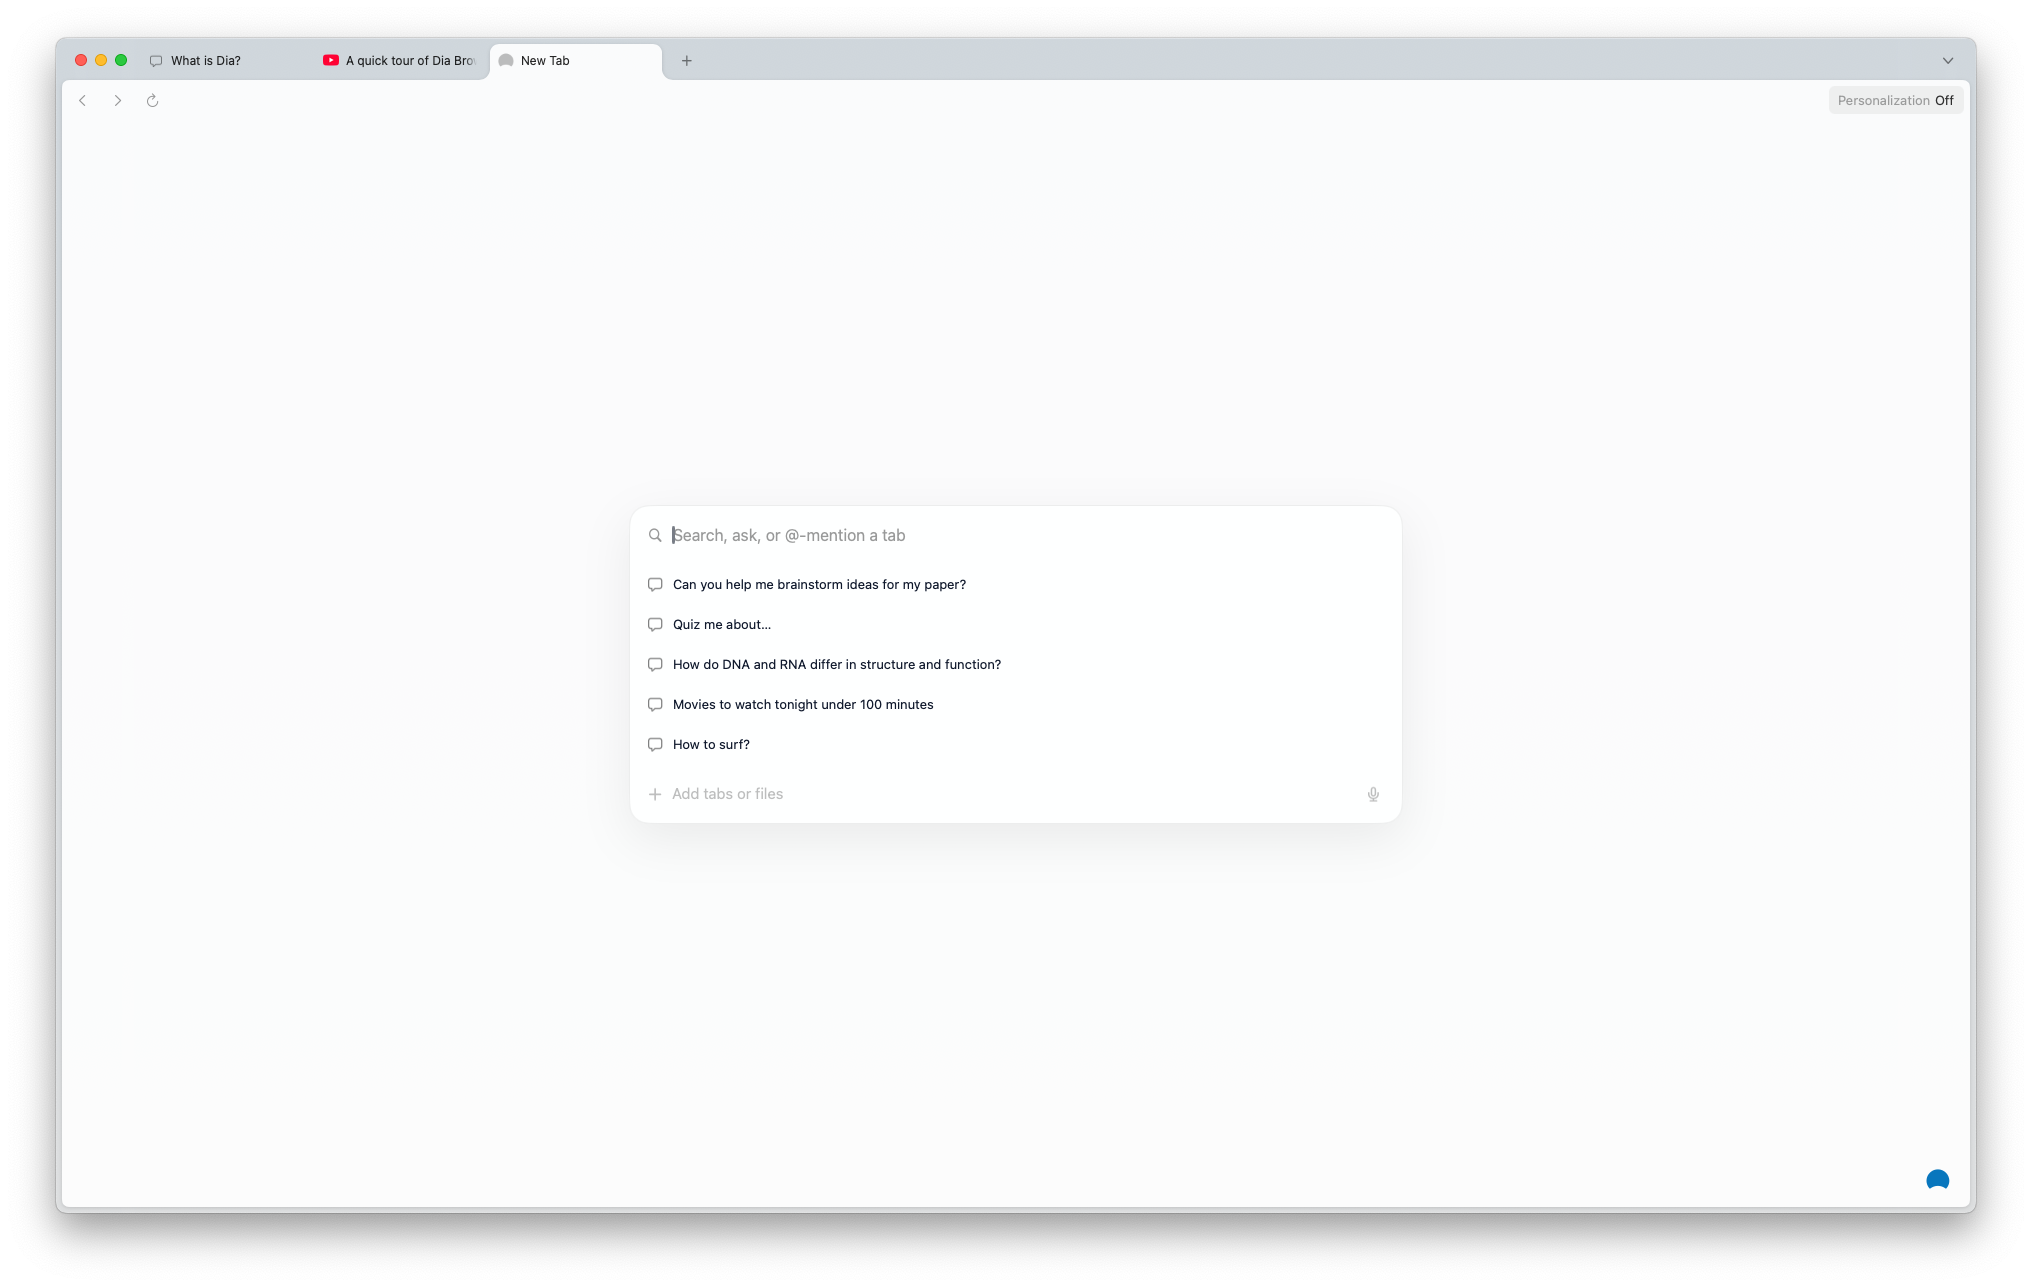 What is Dia?
A quick tour of Dia Bro
New Tab
Personalization Off
Search, ask, or @-mention a tab
Can you help me brainstorm ideas for my paper?
Quiz me about...
How do DNA and RNA differ in structure and function?
Movies to watch tonight under 100 minutes
How to surf?
Add tabs or files